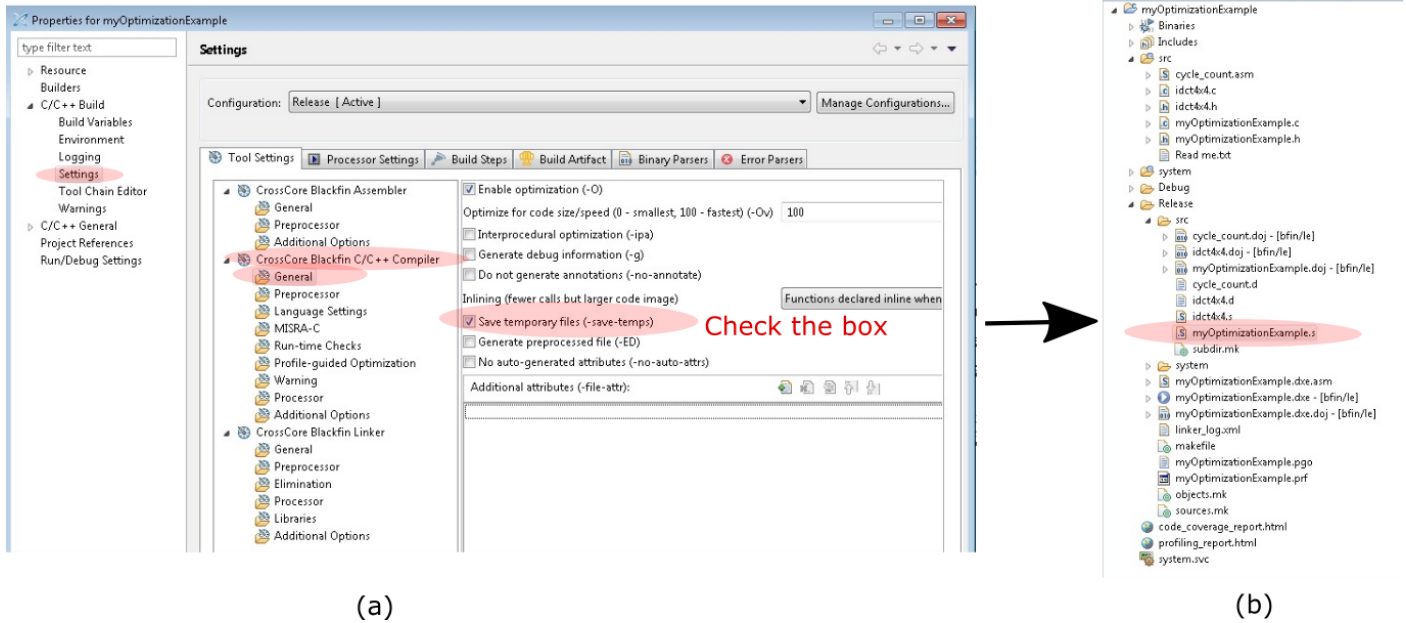 Properties for myOptimizationExample
type filter text
Resource
Builders
C/C++ Build
Build Variables
Environment
Logging
Settings
Tool Chain Editor
Warnings
C/C++ General
Project References
Run/Debug Settings
Settings
Configuration: Release [ Active ] Manage Configurations...
Tool Settings Processor Settings Build Steps Build Artifact Binary Parsers Error Parsers
CrossCore Blackfin Assembler
General
Preprocessor
Additional Options
CrossCore Blackfin C/C++ Compiler
General
Preprocessor
Language Settings
MISRA-C
Run-time Checks
Profile-guided Optimization
Warning
Processor
Additional Options
CrossCore Blackfin Linker
General
Preprocessor
Elimination
Processor
Libraries
Additional Options
Enable optimization (-O)
Optimize for code size/speed (0 - smallest, 100 - fastest) (-Ov) 100
Interprocedural optimization (-ipa)
Generate debug information (-g)
Do not generate annotations (-no-annotate)
Inlining (fewer calls but larger code image) Functions declared inline when
Save temporary files (-save-temps) Check the box
Generate preprocessed file (-ED)
No auto-generated attributes (-no-auto-attrs)
Additional attributes (-file-attr):
(a)
myOptimizationExample
Binaries
Includes
src
cycle_count.asm
idct4x4.c
idct4x4.h
myOptimizationExample.c
myOptimizationExample.h
Read me.txt
system
Debug
Release
src
cycle_count.doj - [bfin/le]
idct4x4.doj - [bfin/le]
myOptimizationExample.doj - [bfin/le]
cycle_count.d
idct4x4.d
idct4x4.s
myOptimizationExample.s
subdir.mk
system
myOptimizationExample.dxe.asm
myOptimizationExample.dxe - [bfin/le]
myOptimizationExample.dxe.doj - [bfin/le]
linker_log.xml
makefile
myOptimizationExample.pgo
myOptimizationExample.prf
objects.mk
sources.mk
code_coverage_report.html
profiling_report.html
system.svc
(b)